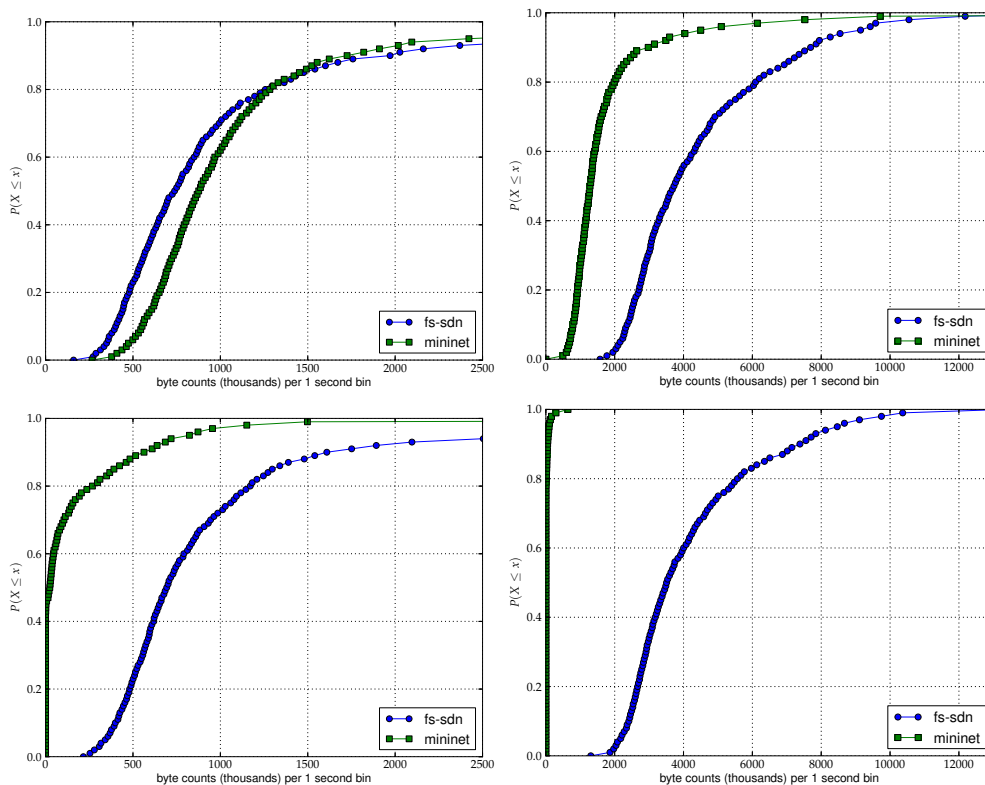 1.0
0.8
0.6
0.4
0.2
0.0
P(X ≤ x)
0 500 1000 1500 2000 2500
byte counts (thousands) per 1 second bin
fs-sdn
mininet
1.0
0.8
0.6
0.4
0.2
0.0
P(X ≤ x)
0 2000 4000 6000 8000 10000 12000
byte counts (thousands) per 1 second bin
fs-sdn
mininet
1.0
0.8
0.6
0.4
0.2
0.0
P(X ≤ x)
0 500 1000 1500 2000 2500
byte counts (thousands) per 1 second bin
fs-sdn
mininet
1.0
0.8
0.6
0.4
0.2
0.0
P(X ≤ x)
0 2000 4000 6000 8000 10000 12000
byte counts (thousands) per 1 second bin
fs-sdn
mininet